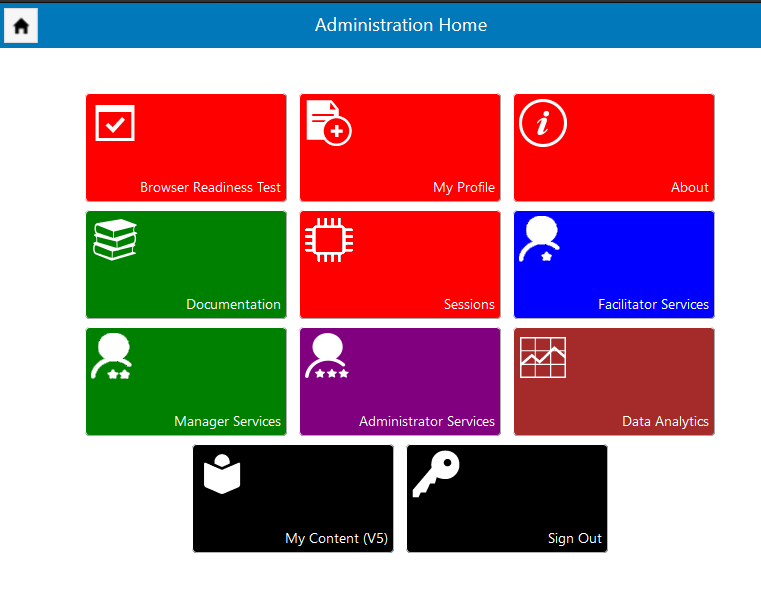 Administration Home
Browser Readiness Test
My Profile
About
Documentation
Sessions
Facilitator Services
Manager Services
Administrator Services
Data Analytics
My Content (V5)
Sign Out